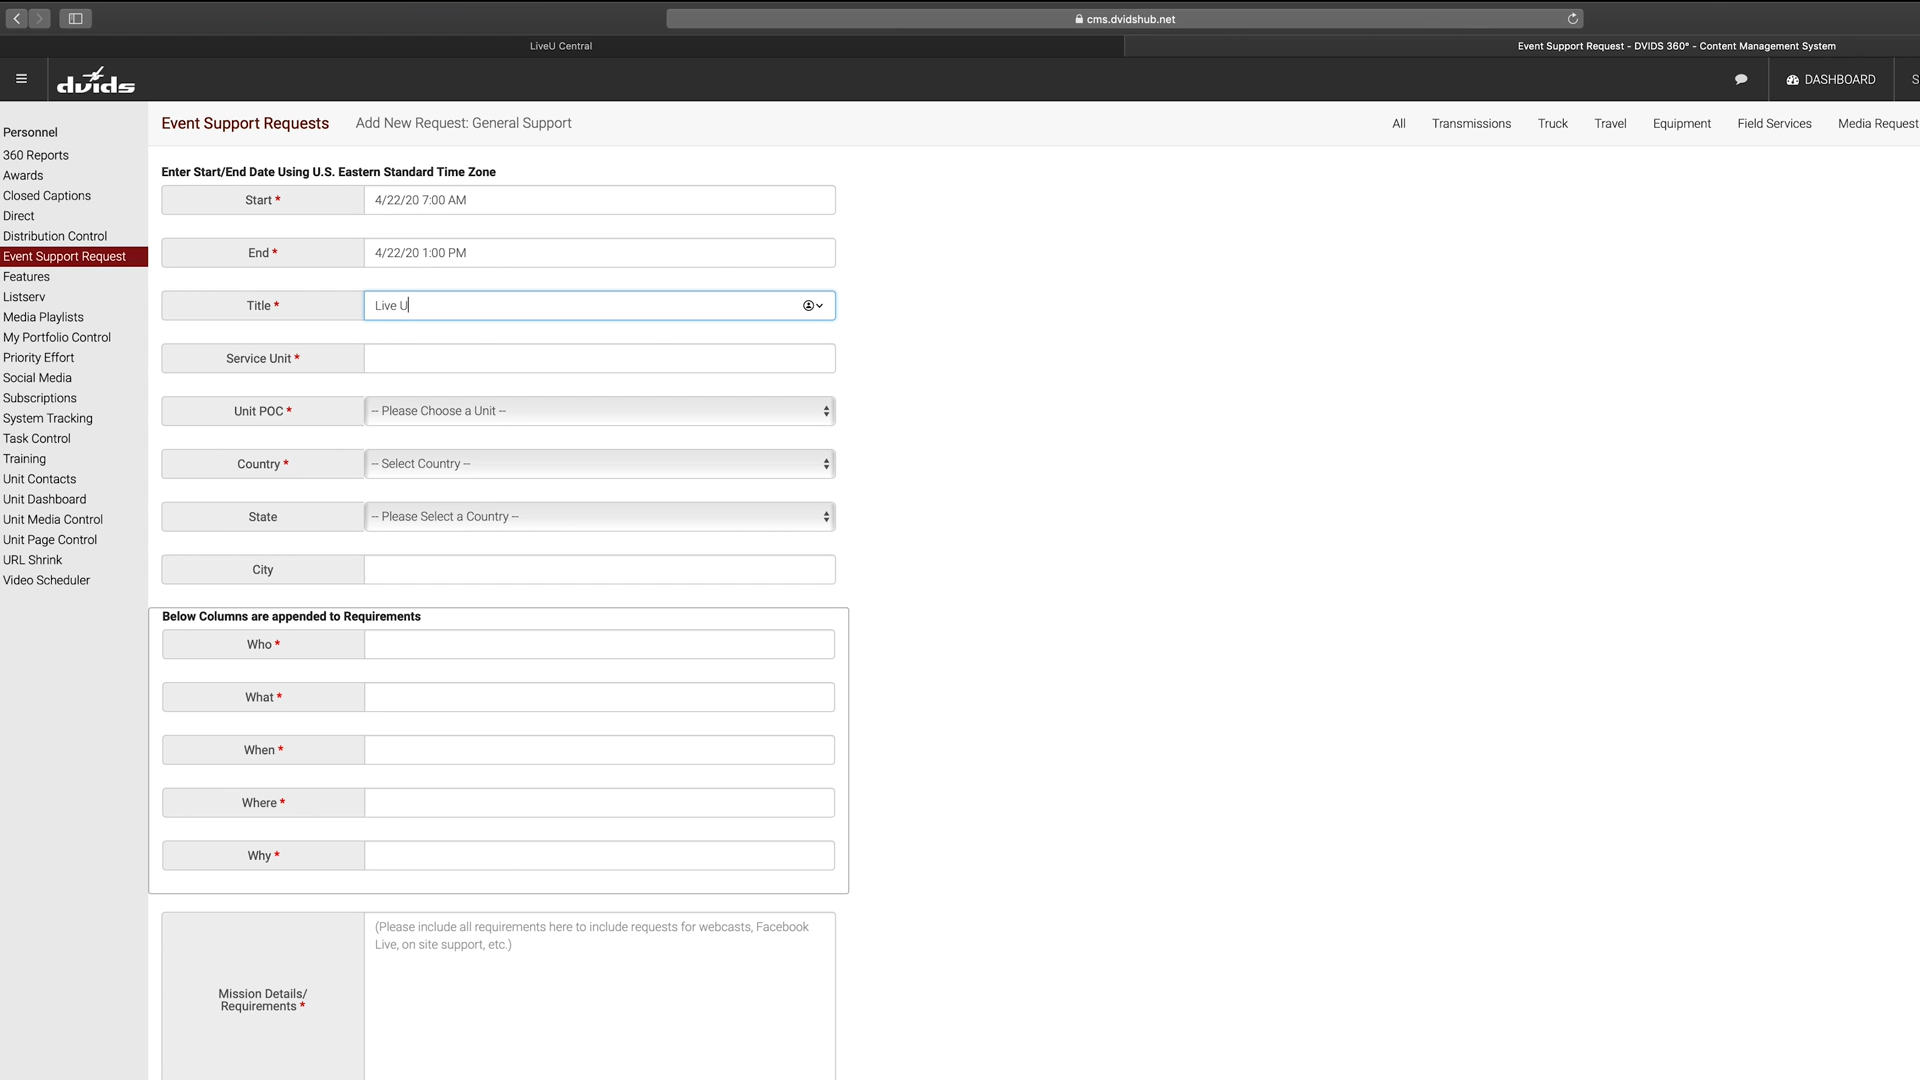 cms.dvidshub.net
LiveU Central
Event Support Request - DVIDS 360° - Content Management System
dvids
DASHBOARD
S
Event Support Requests
Add New Request: General Support
All
Transmissions
Truck
Travel
Equipment
Field Services
Media Request
Personnel
360 Reports
Awards
Closed Captions
Direct
Distribution Control
Event Support Request
Features
Listserv
Media Playlists
My Portfolio Control
Priority Effort
Social Media
Subscriptions
System Tracking
Task Control
Training
Unit Contacts
Unit Dashboard
Unit Media Control
Unit Page Control
URL Shrink
Video Scheduler
Enter Start/End Date Using U.S. Eastern Standard Time Zone
Start * 4/22/20 7:00 AM
End * 4/22/20 1:00 PM
Title * Live U
Service Unit *
Unit POC * -- Please Choose a Unit --
Country * -- Select Country --
State -- Please Select a Country --
City
Below Columns are appended to Requirements
Who *
What *
When *
Where *
Why *
Mission Details/
Requirements *
(Please include all requirements here to include requests for webcasts, Facebook
Live, on site support, etc.)